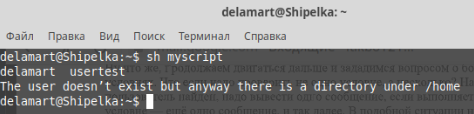 delamart@Shipelka: ~
Файл Правка Вид Поиск Терминал Справка
delamart@Shipelka:~$ sh myscript
delamart usertest
The user doesn’t exist but anyway there is a directory under /home
delamart@Shipelka:~$